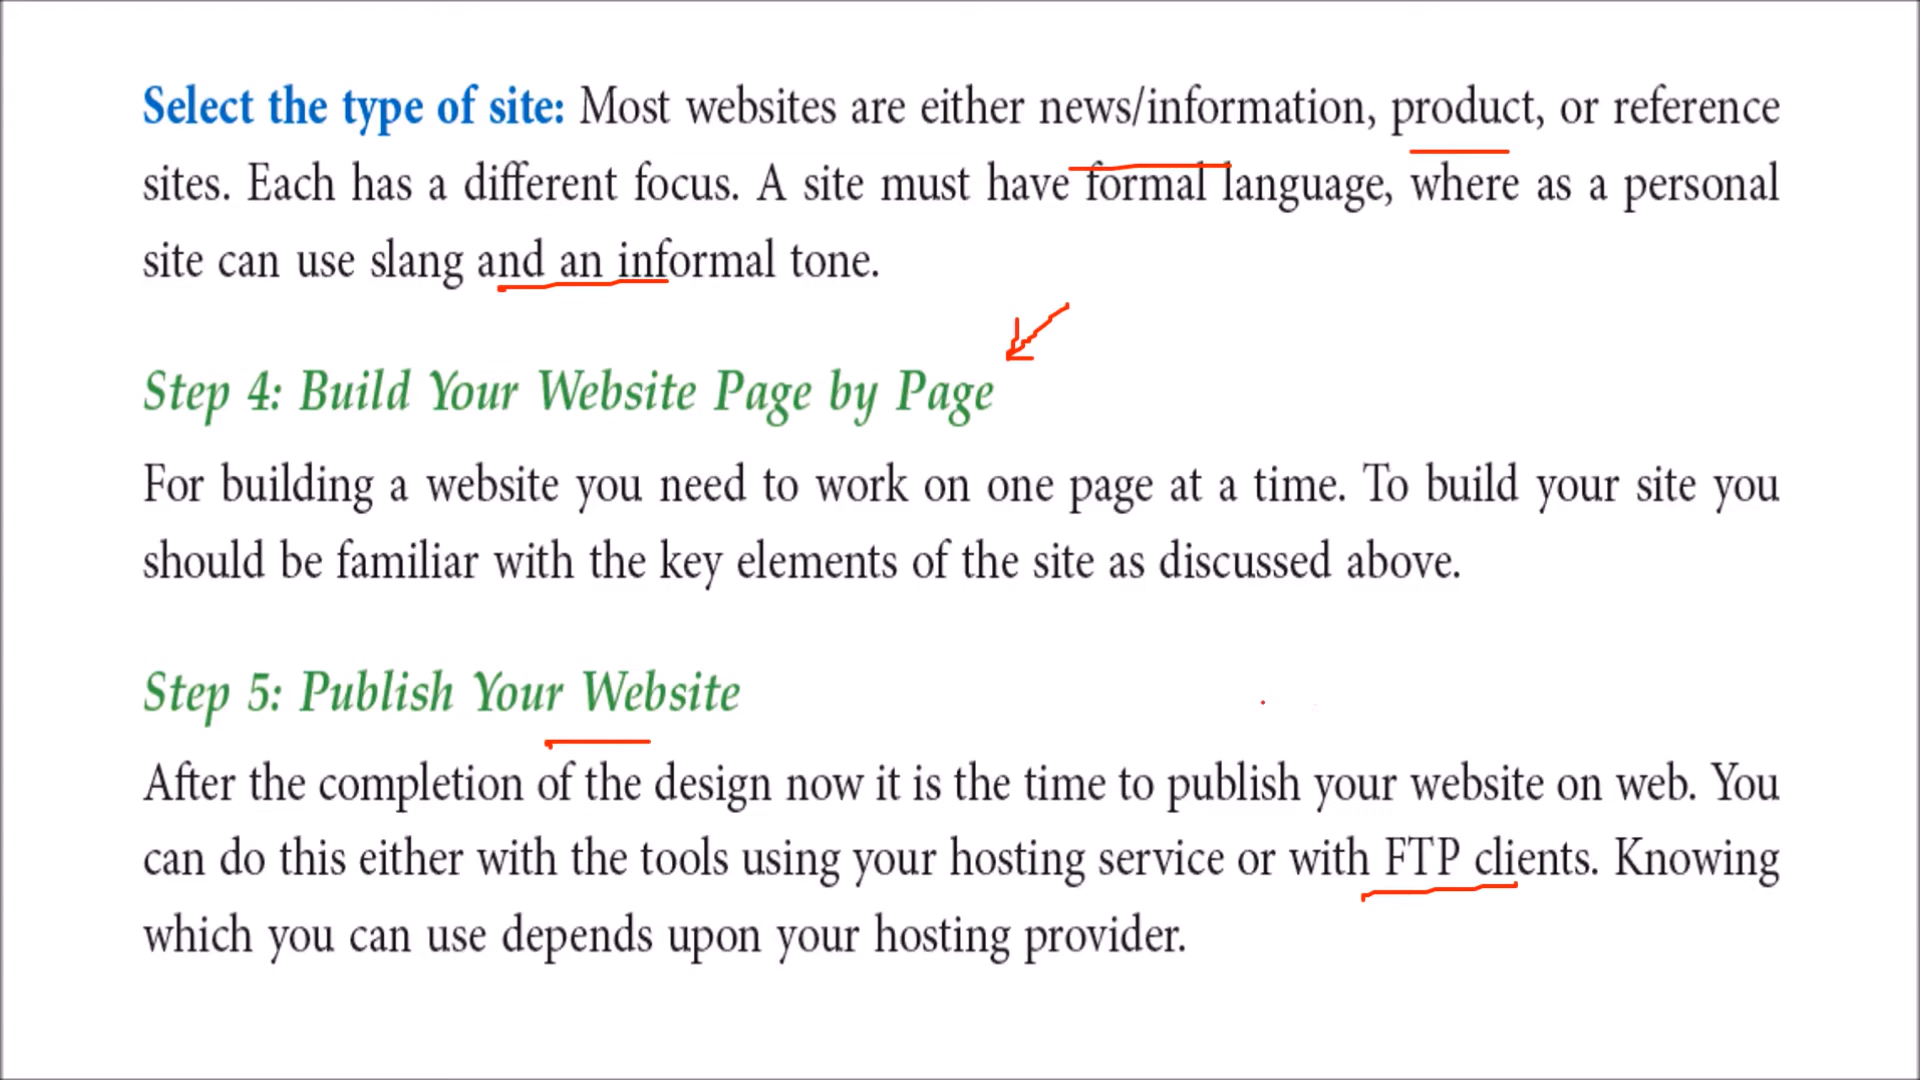 Select the type of site: Most websites are either news/information, product, or reference
sites. Each has a different focus. A site must have formal language, where as a personal
site can use slang and an informal tone.
Step 4: Build Your Website Page by Page
For building a website you need to work on one page at a time. To build your site you
should be familiar with the key elements of the site as discussed above.
Step 5: Publish Your Website
After the completion of the design now it is the time to publish your website on web. You
can do this either with the tools using your hosting service or with FTP clients. Knowing
which you can use depends upon your hosting provider.